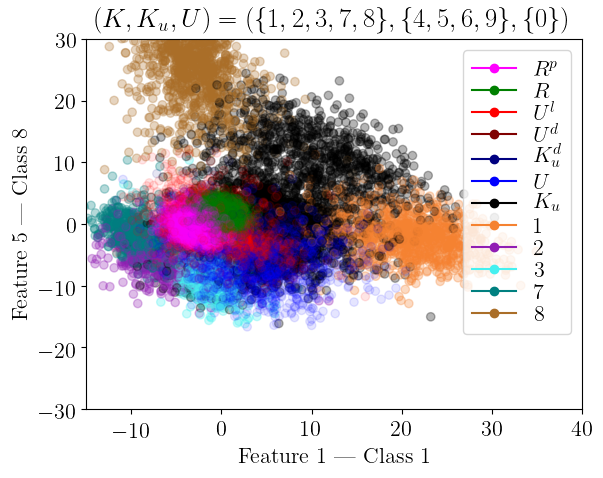 (K, K_u, U) = ({1, 2, 3, 7, 8}, {4, 5, 6, 9}, {0})
30
20
10
0
−10
−20
−30
Feature 5 — Class 8
R^p
R
U^l
U^d
K_u^d
U
K_u
1
2
3
7
8
−10
0
10
20
30
40
Feature 1 — Class 1